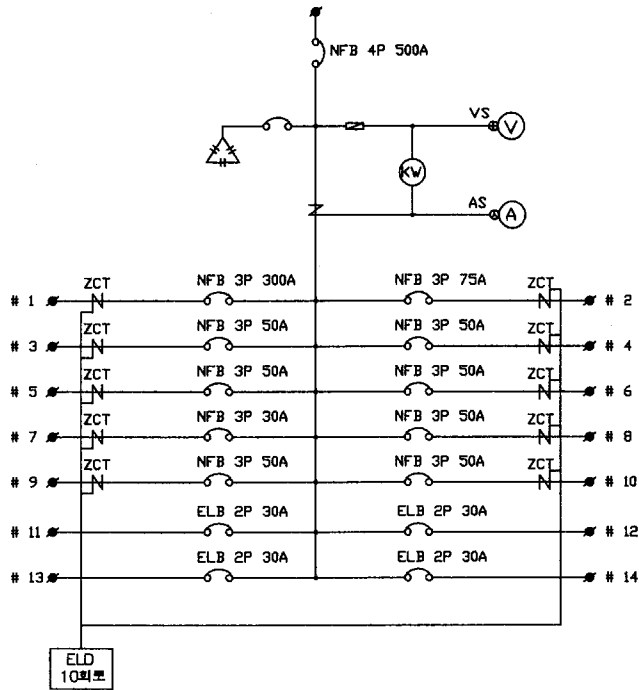 NFB 4P 500A
VS
V
KW
AS
A
ZCT NFB 3P 300A NFB 3P 75A ZCT
# 1 # 2
ZCT NFB 3P 50A NFB 3P 50A ZCT
# 3 # 4
ZCT NFB 3P 50A NFB 3P 50A ZCT
# 5 # 6
ZCT NFB 3P 30A NFB 3P 50A ZCT
# 7 # 8
ZCT NFB 3P 50A NFB 3P 50A ZCT
# 9 # 10
ELB 2P 30A ELB 2P 30A
# 11 # 12
ELB 2P 30A ELB 2P 30A
# 13 # 14
ELD
10회로